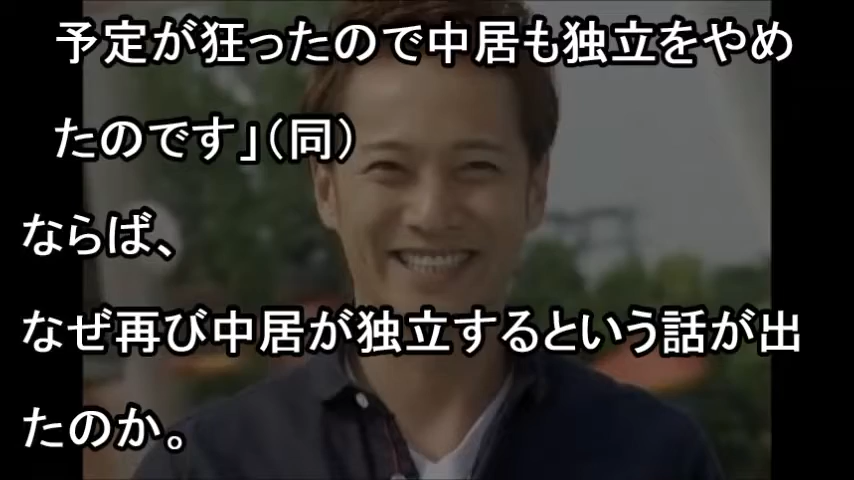 予定が狂ったので中居も独立をやめ
たのです」（同）
ならば、
なぜ再び中居が独立するという話が出
たのか。